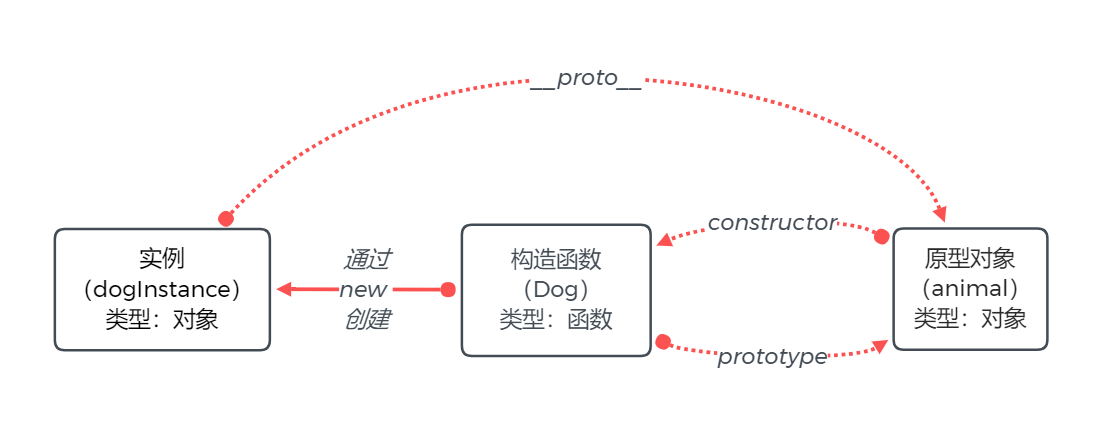 __proto__
constructor
实例
（dogInstance）
类型：对象
通过
new
创建
构造函数
（Dog）
类型：函数
原型对象
（animal）
类型：对象
prototype